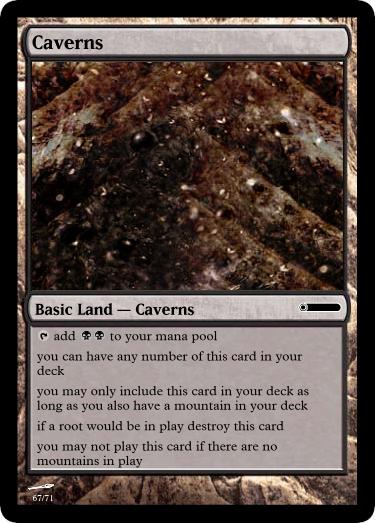 Caverns
Basic Land — Caverns
add to your mana pool
you can have any number of this card in your
deck
you may only include this card in your deck as
long as you also have a mountain in your deck
if a root would be in play destroy this card
you may not play this card if there are no
mountains in play
67/71